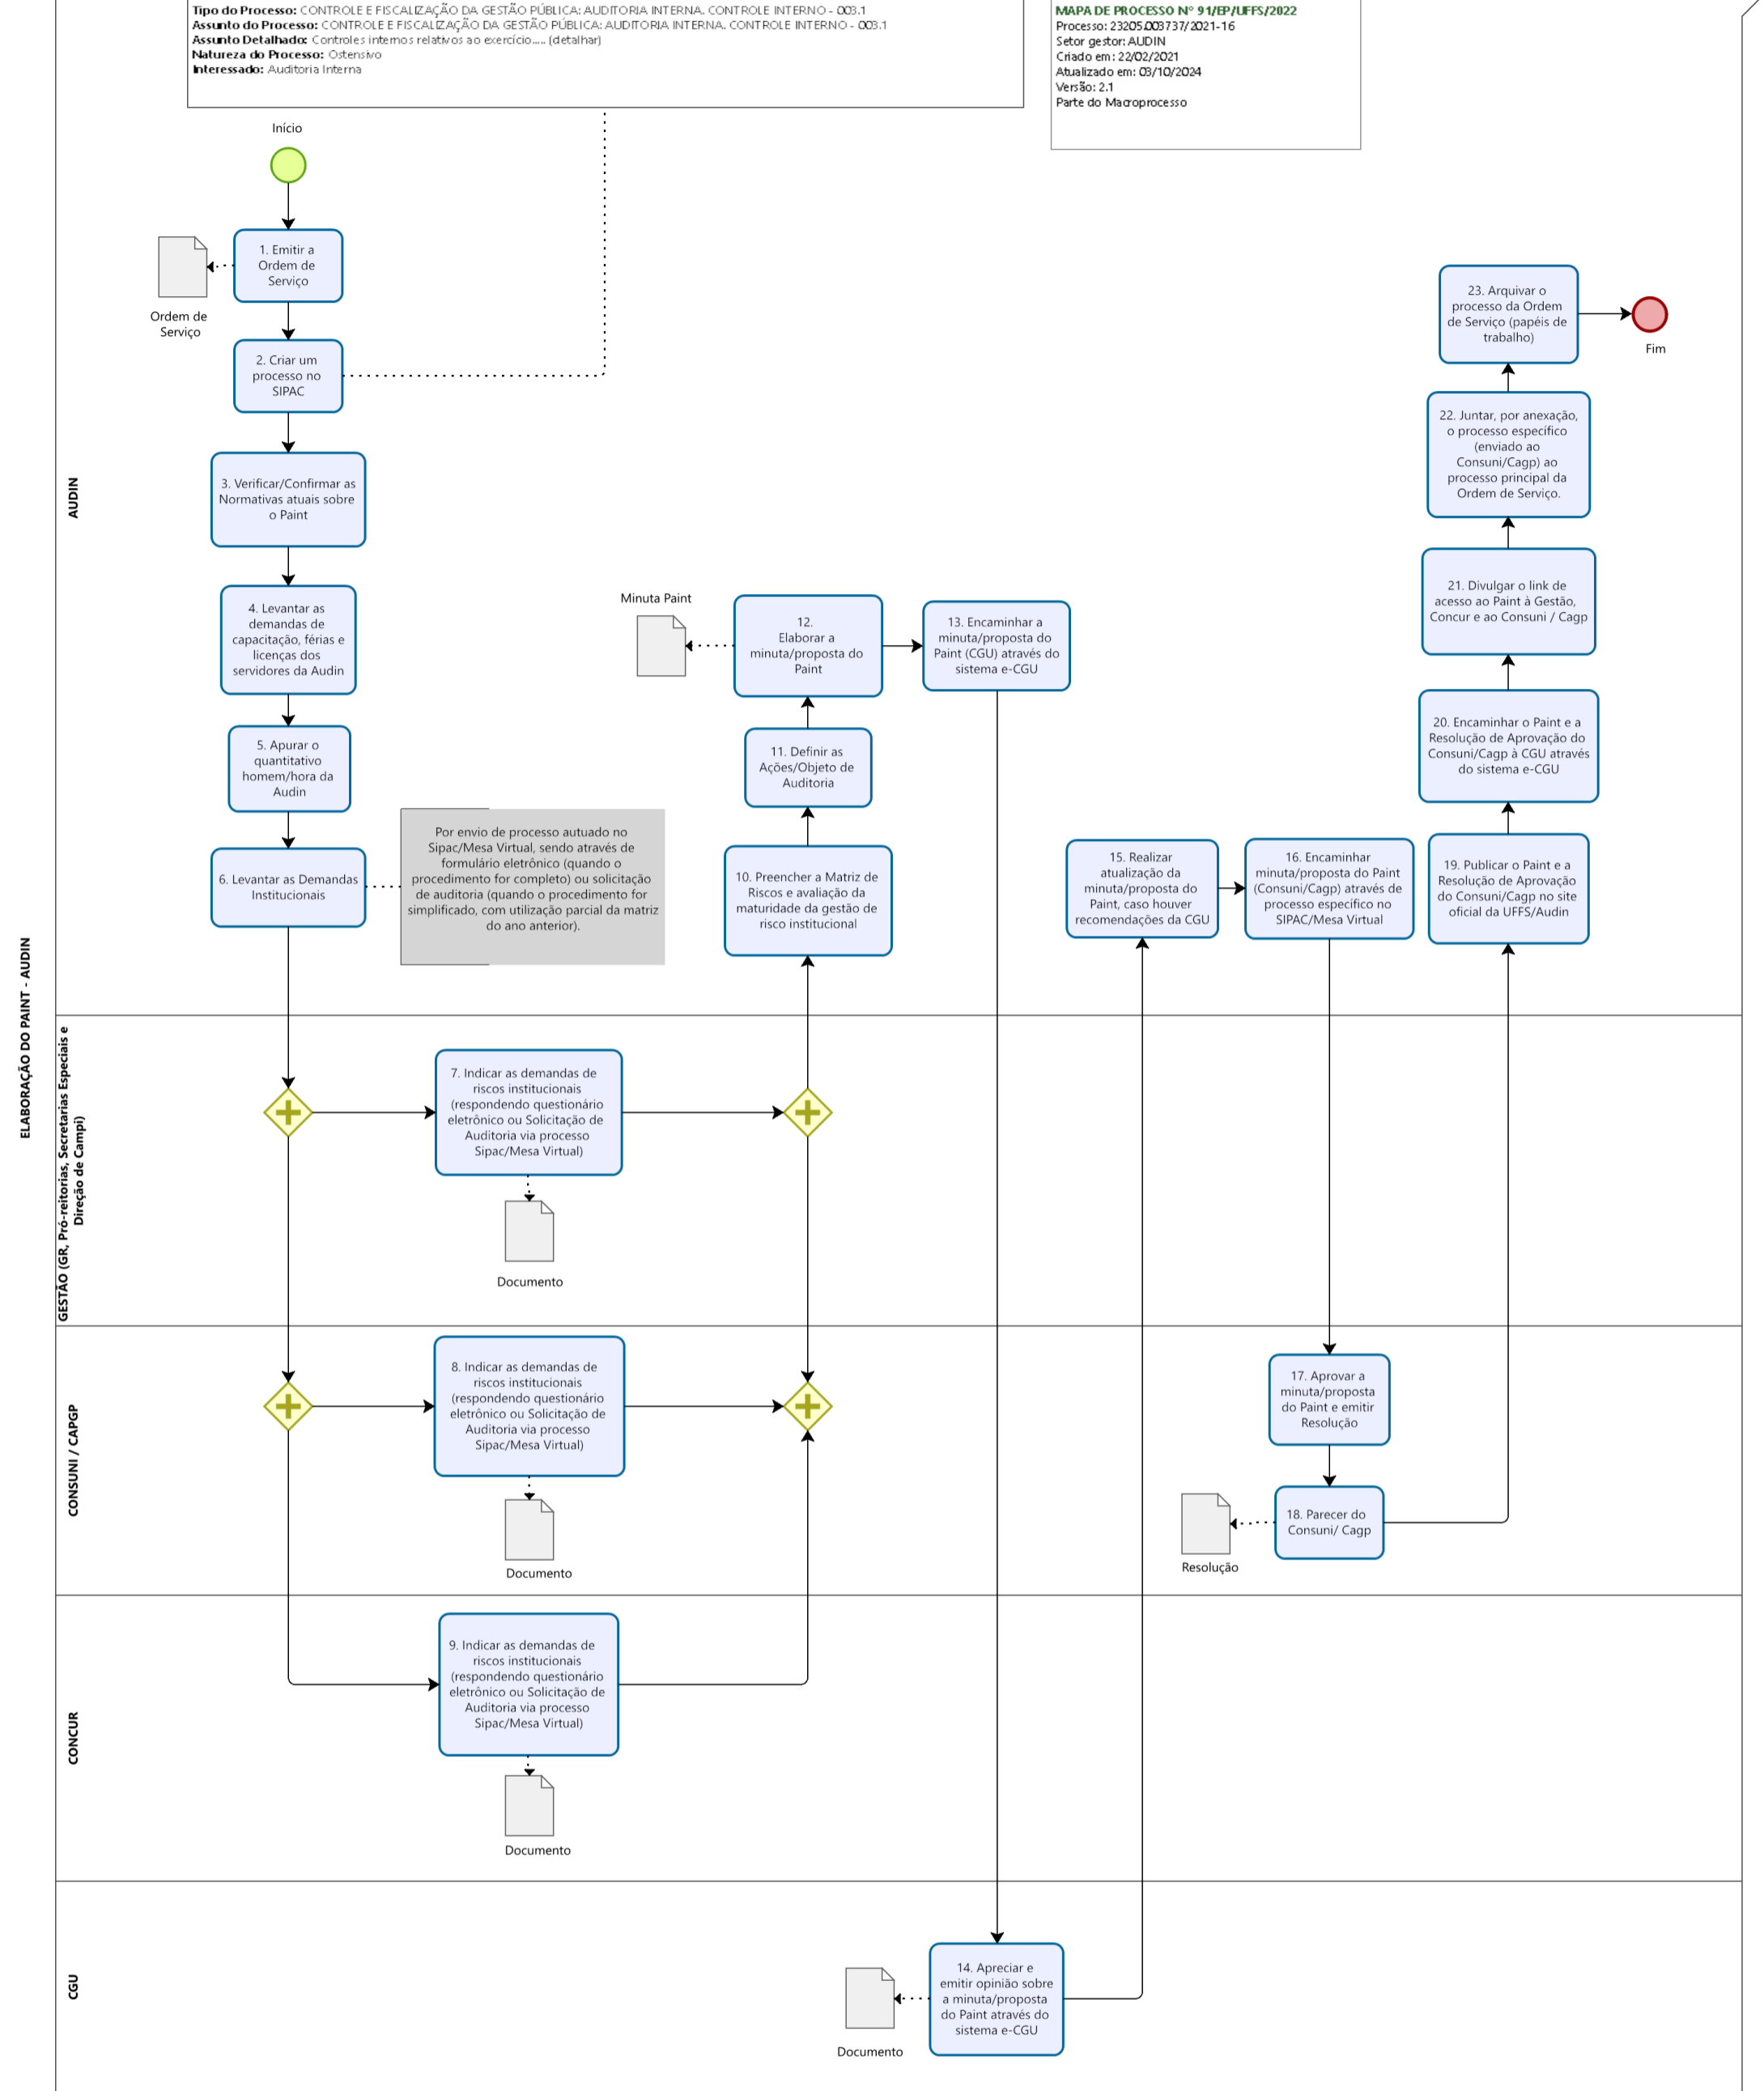 Tipo do Processo: CONTROLE E FISCALIZAÇÃO DA GESTÃO PÚBLICA: AUDITORIA INTERNA. CONTROLE INTERNO - 003.1
Assunto do Processo: CONTROLE E FISCALIZAÇÃO DA GESTÃO PÚBLICA: AUDITORIA INTERNA. CONTROLE INTERNO - 003.1
Assunto Detalhado: Controles internos relativos ao exercício.... (detalhar)
Natureza do Processo: Ostensivo
Interessado: Auditoria Interna
MAPA DE PROCESSO Nº 91/EP/UFFS/2022
Processo: 23205.003737/2021-16
Setor gestor: AUDIN
Criado em: 22/02/2021
Atualizado em: 03/10/2024
Versão: 2.1
Parte do Macroprocesso
ELABORAÇÃO DO PAINT - AUDIN
AUDIN
Início
1. Emitir a
Ordem de
Serviço
Ordem de
Serviço
2. Criar um
processo no
SIPAC
3. Verificar/Confirmar as
Normativas atuais sobre
o Paint
4. Levantar as
demandas de
capacitação, férias e
licenças dos
servidores da Audin
5. Apurar o
quantitativo
homem/hora da
Audin
6. Levantar as Demandas
Institucionais
Por envio de processo autuado no
Sipac/Mesa Virtual, sendo através de
formulário eletrônico (quando o
procedimento for completo) ou solicitação
de auditoria (quando o procedimento for
simplificado, com utilização parcial da matriz
do ano anterior).
Minuta Paint
12.
Elaborar a
minuta/proposta do
Paint
13. Encaminhar a
minuta/proposta do
Paint (CGU) através do
sistema e-CGU
11. Definir as
Ações/Objeto de
Auditoria
10. Preencher a Matriz de
Riscos e avaliação da
maturidade da gestão de
risco institucional
15. Realizar
atualização da
minuta/proposta do
Paint, caso houver
recomendações da CGU
16. Encaminhar
minuta/proposta do Paint
(Consuni/Cagp) através de
processo específico no
SIPAC/Mesa Virtual
23. Arquivar o
processo da Ordem
de Serviço (papéis de
trabalho)
Fim
22. Juntar, por anexação,
o processo específico
(enviado ao
Consuni/Cagp) ao
processo principal da
Ordem de Serviço.
21. Divulgar o link de
acesso ao Paint à Gestão,
Concur e ao Consuni / Cagp
20. Encaminhar o Paint e a
Resolução de Aprovação do
Consuni/Cagp à CGU através
do sistema e-CGU
19. Publicar o Paint e a
Resolução de Aprovação
do Consuni/Cagp no site
oficial da UFFS/Audin
GESTÃO (GR, Pró-reitorias, Secretarias Especiais e
Direção de Campi)
7. Indicar as demandas de
riscos institucionais
(respondendo questionário
eletrônico ou Solicitação de
Auditoria via processo
Sipac/Mesa Virtual)
Documento
CONSUNI / CAPGP
8. Indicar as demandas de
riscos institucionais
(respondendo questionário
eletrônico ou Solicitação de
Auditoria via processo
Sipac/Mesa Virtual)
Documento
17. Aprovar a
minuta/proposta
do Paint e emitir
Resolução
18. Parecer do
Consuni/ Cagp
Resolução
CONCUR
9. Indicar as demandas de
riscos institucionais
(respondendo questionário
eletrônico ou Solicitação de
Auditoria via processo
Sipac/Mesa Virtual)
Documento
CGU
14. Apreciar e
emitir opinião sobre
a minuta/proposta
do Paint através do
sistema e-CGU
Documento